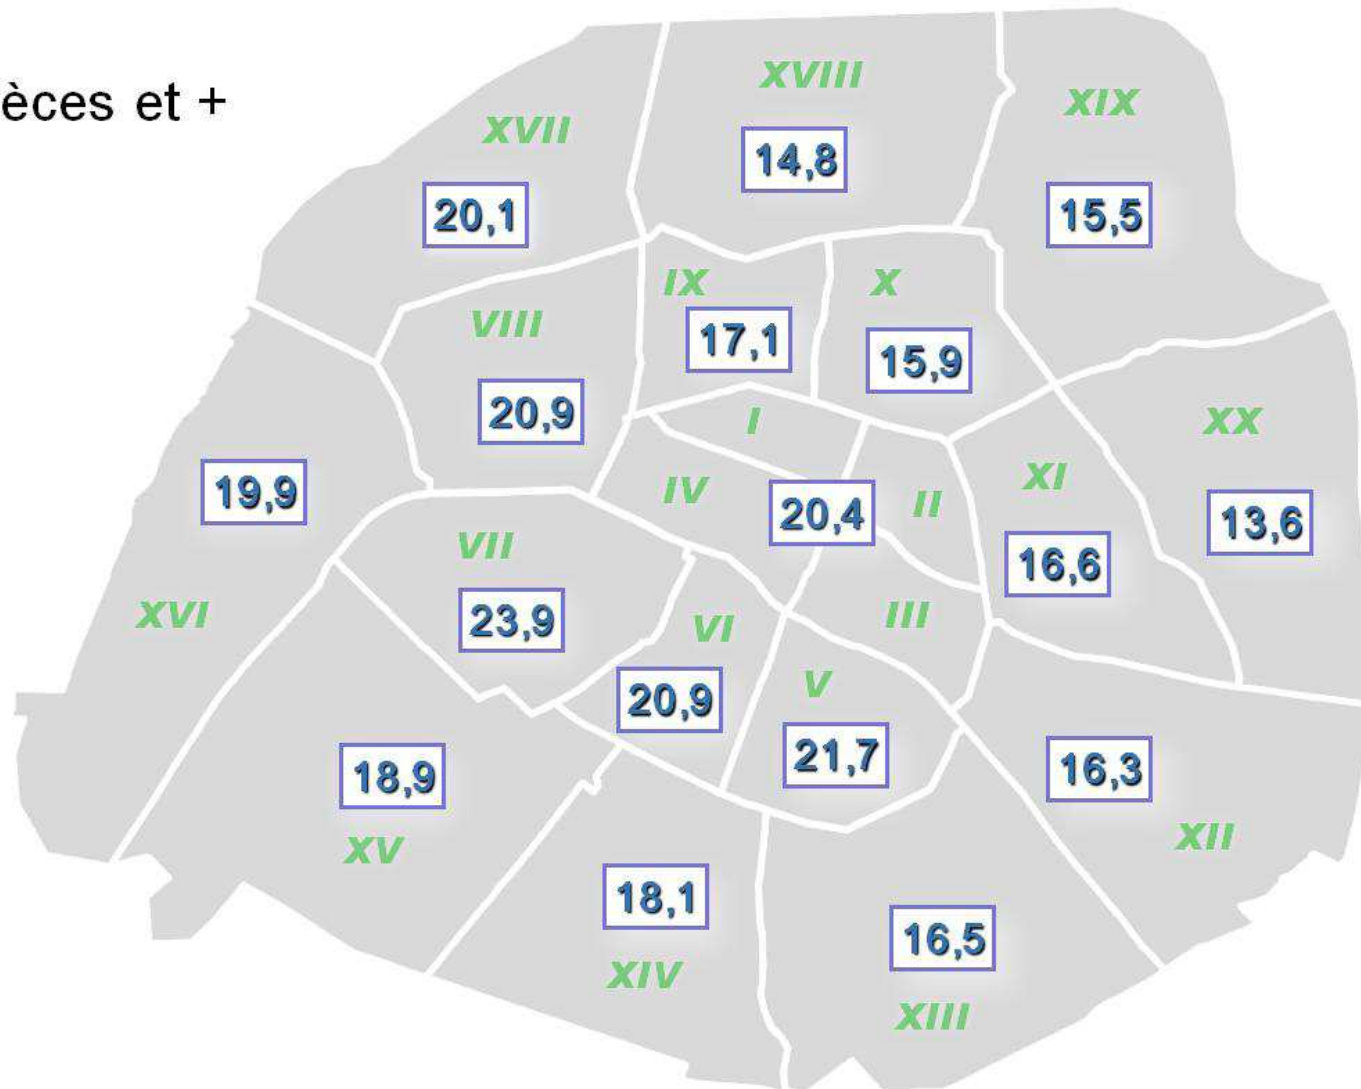 èces et +
XVIII
14,8
XIX
15,5
XVII
20,1
IX
17,1
X
15,9
VIII
20,9
I
IV
20,4
II
XI
16,6
XX
13,6
19,9
XVI
VII
23,9
VI
20,9
III
V
21,7
18,9
XV
16,3
XII
18,1
XIV
16,5
XIII